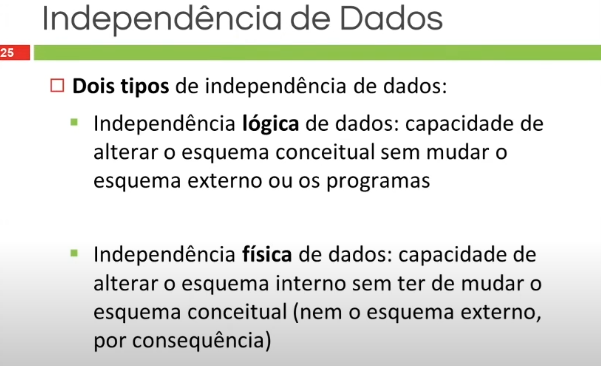 Independência de Dados
25
Dois tipos de independência de dados:
Independência lógica de dados: capacidade de
alterar o esquema conceitual sem mudar o
esquema externo ou os programas
Independência física de dados: capacidade de
alterar o esquema interno sem ter de mudar o
esquema conceitual (nem o esquema externo,
por consequência)